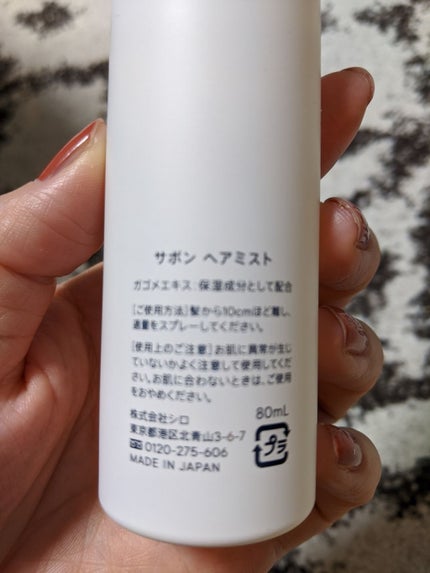 サボン ヘアミスト
ガゴメエキス:保湿成分として配合
[ご使用方法]髪から10cmほど離し、
適量をスプレーしてください。
[使用上のご注意]お肌に異常が生じ
ていないかよく注意して使用してくだ
さい。お肌に合わないときは、ご使用
をおやめください。
株式会社シロ
80mL
東京都港区北青山3-6-7
0120-275-606
プラ
MADE IN JAPAN